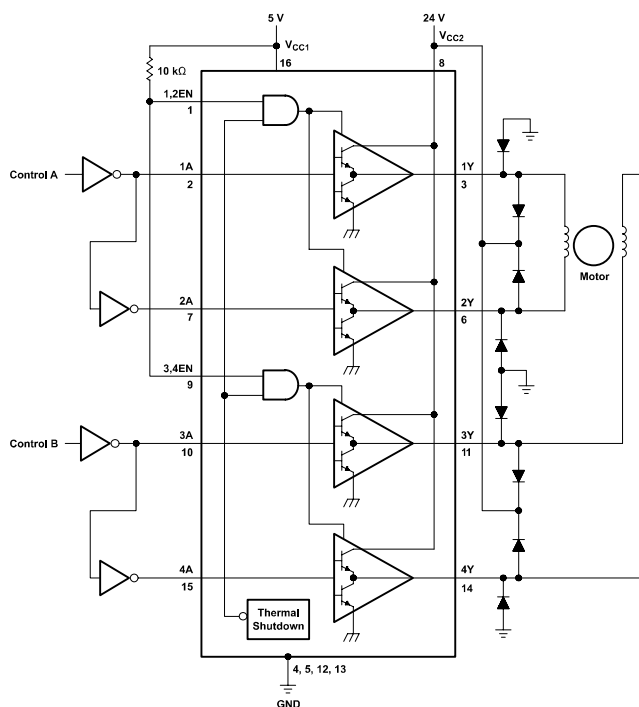 5 V
24 V
VCC1
VCC2
16
8
10 kΩ
1,2EN
1
Control A
1A
2
1Y
3
2A
7
2Y
6
Motor
3,4EN
9
Control B
3A
10
3Y
11
4A
15
4Y
14
Thermal
Shutdown
4, 5, 12, 13
GND